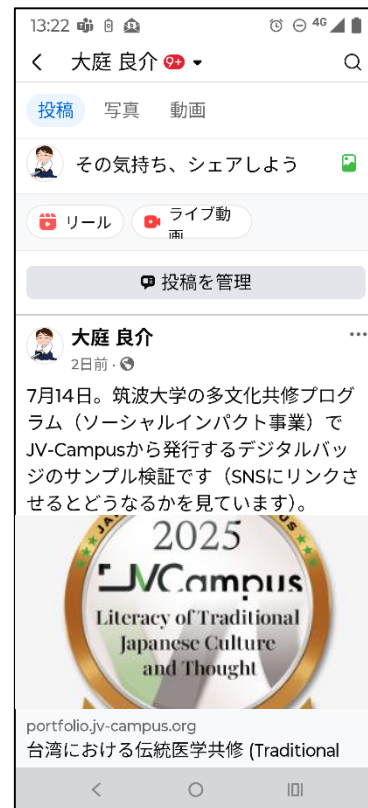 13:22
4G
大庭 良介 9+
投稿 写真 動画
その気持ち、シェアしよう
リール
ライブ動
画
投稿を管理
大庭 良介
2日前 ·
7月14日。筑波大学の多文化共修プログ
ラム（ソーシャルインパクト事業）で
JV-Campusから発行するデジタルバッ
ジのサンプル検証です（SNSにリンクさ
せるとどうなるかを見ています）。
2025
JVCampus
Literacy of Traditional
Japanese Culture
and Thought
portfolio.jv-campus.org
台湾における伝統医学共修 (Traditional